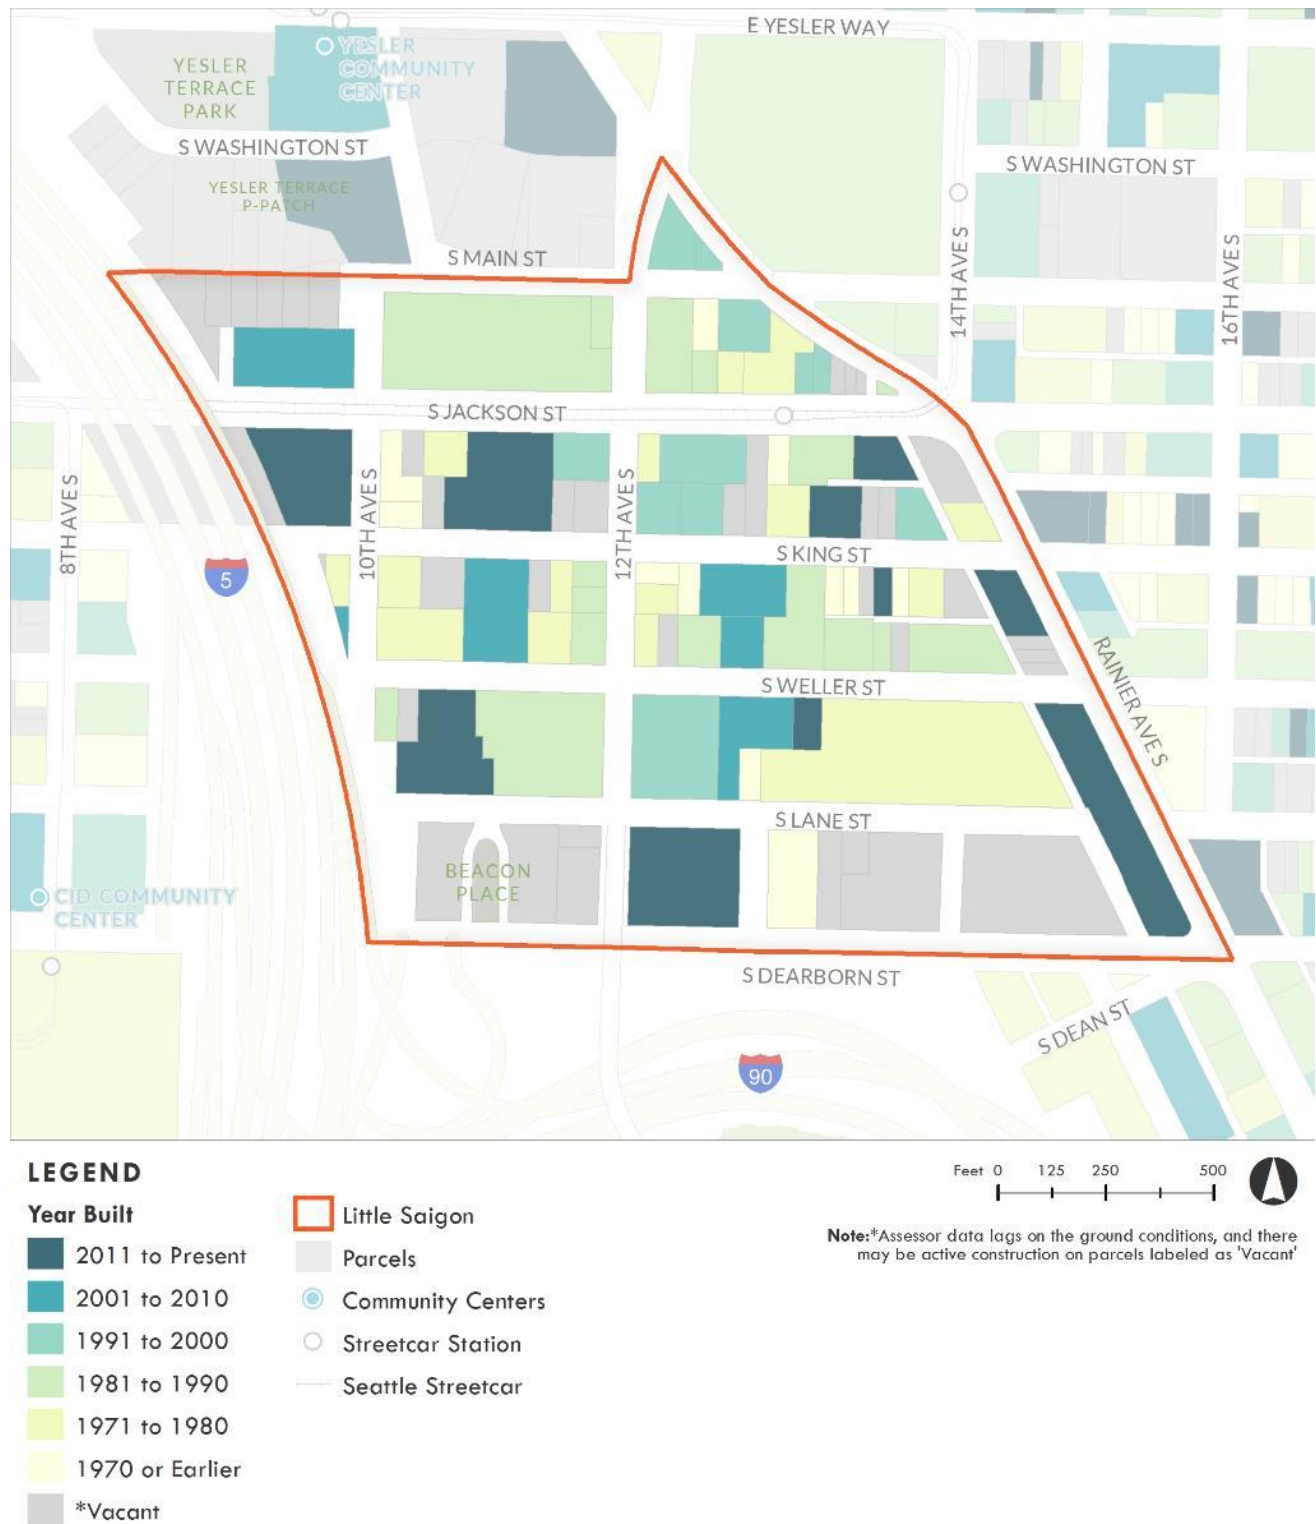 E YESLER WAY
YESLER
COMMUNITY
CENTER
YESLER
TERRACE
PARK
S WASHINGTON ST
S WASHINGTON ST
YESLER TERRACE
P-PATCH
S MAIN ST
14TH AVE S
16TH AVE S
S JACKSON ST
8TH AVE S
10TH AVE S
12TH AVE S
S KING ST
5
RAINIER AVE S
S WELLER ST
S LANE ST
BEACON
PLACE
CID COMMUNITY
CENTER
S DEARBORN ST
S DEAN ST
90
LEGEND
Year Built
2011 to Present
2001 to 2010
1991 to 2000
1981 to 1990
1971 to 1980
1970 or Earlier
*Vacant
Little Saigon
Parcels
Community Centers
Streetcar Station
Seattle Streetcar
Feet 0 125 250 500
Note:*Assessor data lags on the ground conditions, and there
may be active construction on parcels labeled as 'Vacant'